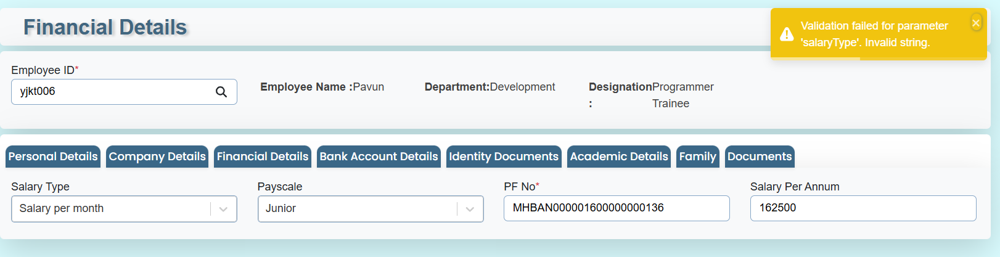 Financial Details
Validation failed for parameter
'salaryType'. Invalid string.
Employee ID*
yjkt006
Employee Name :Pavun
Department:Development
Designation
:
Programmer
Trainee
Personal Details
Company Details
Financial Details
Bank Account Details
Identity Documents
Academic Details
Family
Documents
Salary Type
Salary per month
Payscale
Junior
PF No*
MHBAN000001600000000136
Salary Per Annum
162500